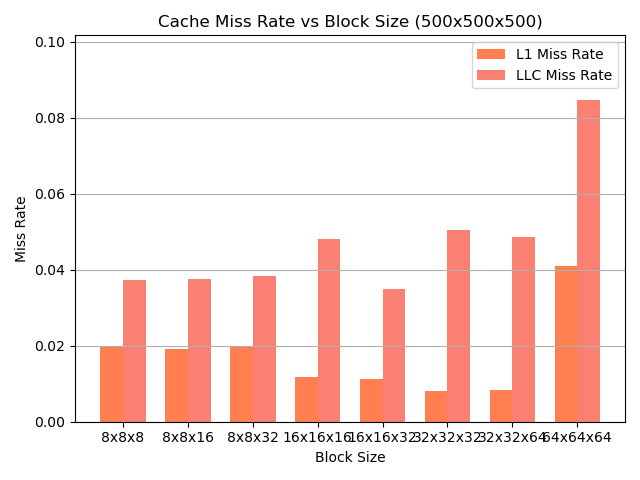 Cache Miss Rate vs Block Size (500x500x500)
L1 Miss Rate
LLC Miss Rate
Miss Rate
0.10
0.08
0.06
0.04
0.02
0.00
8x8x8 8x8x16 8x8x32 16x16x16 16x16x32 32x32x32 32x32x64 64x64x64
Block Size